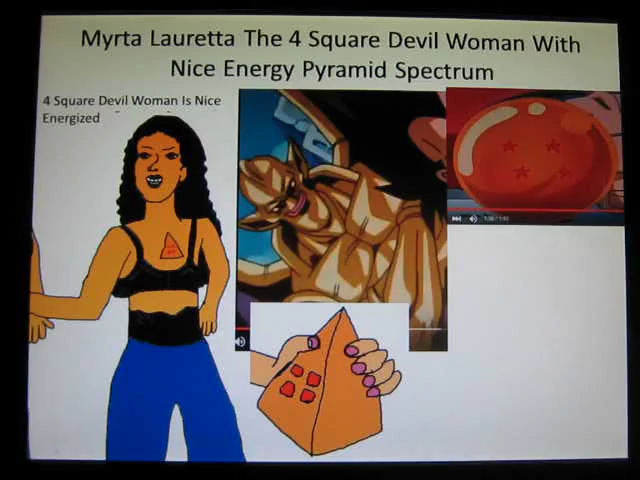 Myrta Lauretta The 4 Square Devil Woman With
Nice Energy Pyramid Spectrum
4 Square Devil Woman Is Nice
Energized